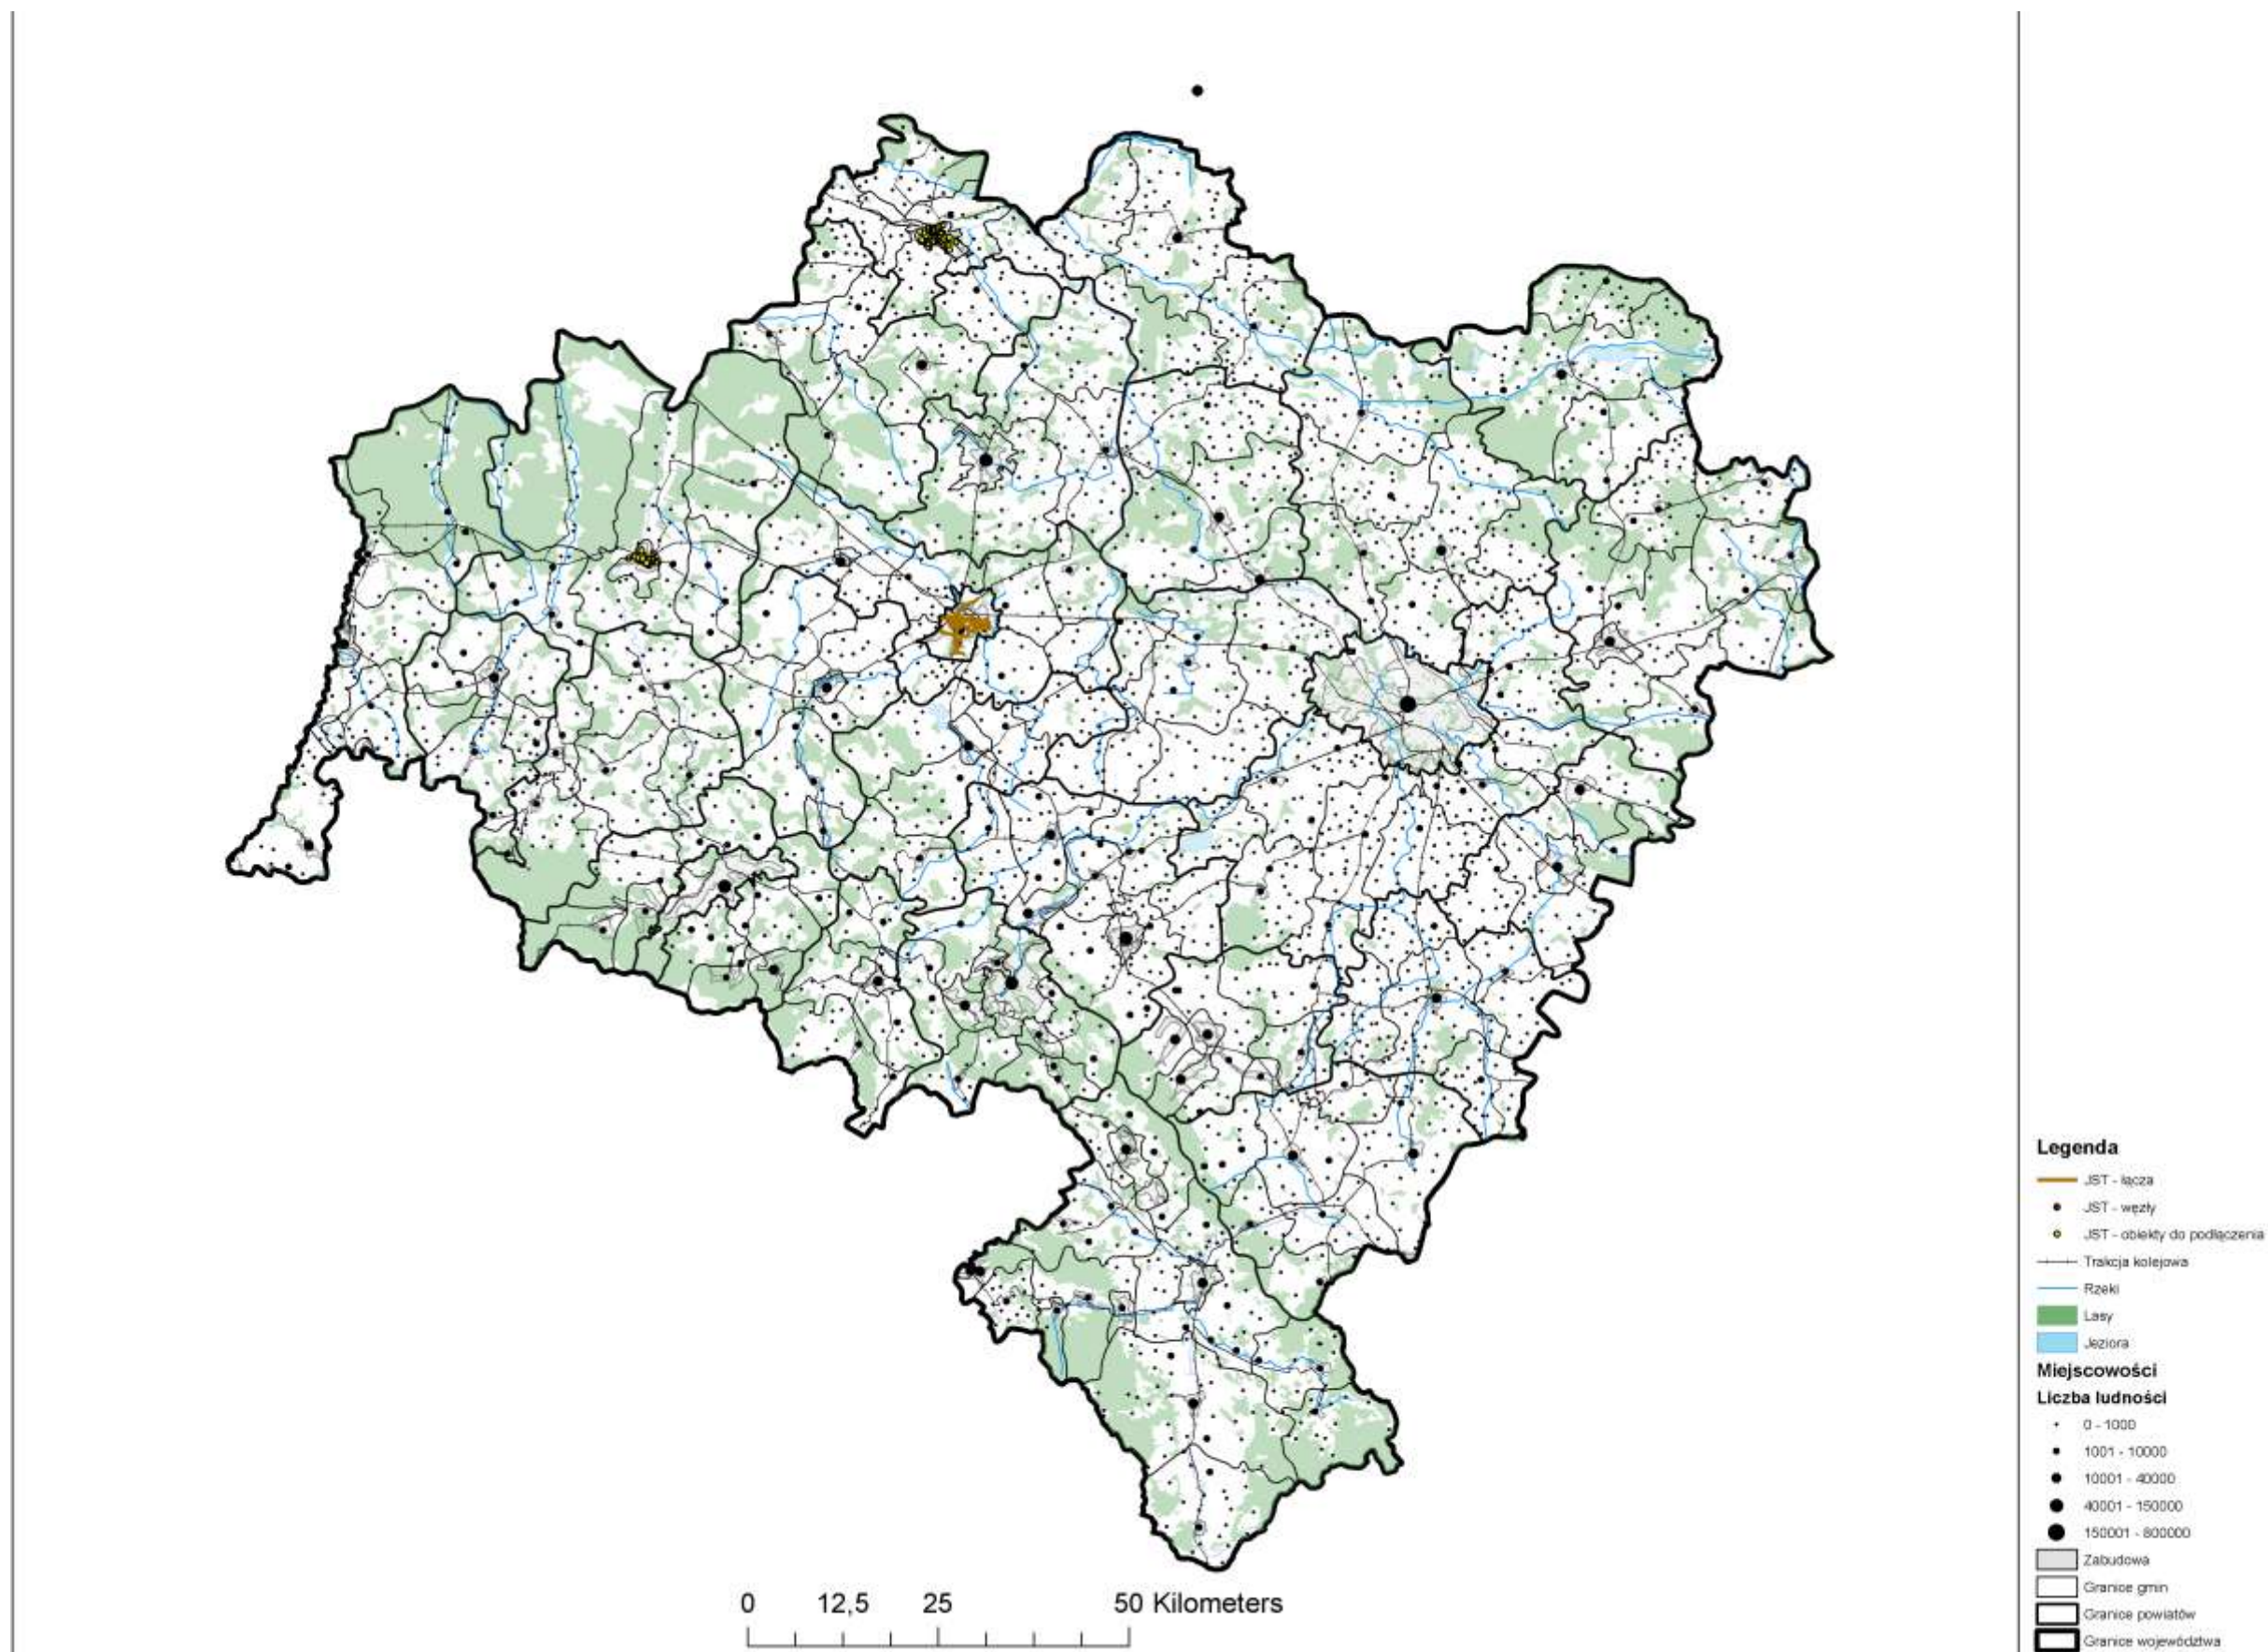 Legenda
JST - łącza
JST - węzły
JST - obiekty do podłączenia
Trakcja kolejowa
Rzeki
Lasy
Jeziora
Miejscowości
Liczba ludności
0 - 1000
1001 - 10000
10001 - 40000
40001 - 150000
150001 - 800000
Zabudowa
Granice gmin
Granice powiatów
Granice województwa
0 12,5 25 50 Kilometers